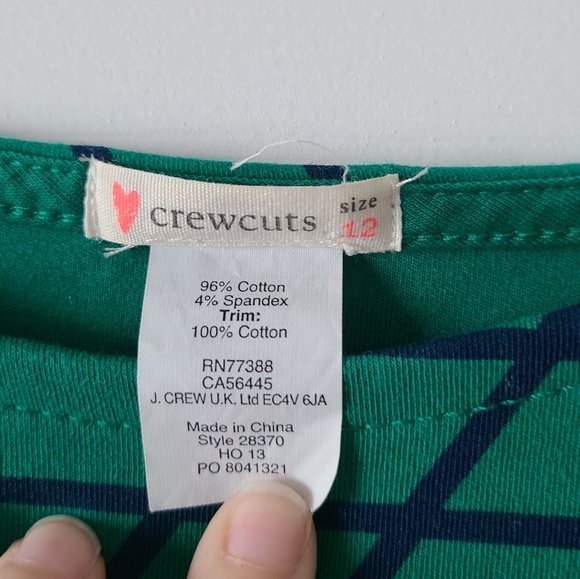 crewcuts
size
12
96% Cotton
4% Spandex
Trim:
100% Cotton
RN77388
CA56445
J. CREW U.K. Ltd EC4V 6JA
Made in China
Style 28370
HO 13
PO 8041321